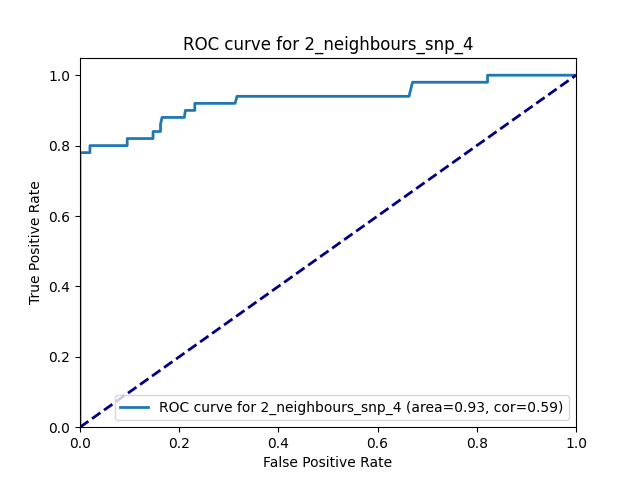 ROC curve for 2_neighbours_snp_4
True Positive Rate
1.0
0.8
0.6
0.4
0.2
0.0
ROC curve for 2_neighbours_snp_4 (area=0.93, cor=0.59)
0.0 0.2 0.4 0.6 0.8 1.0
False Positive Rate